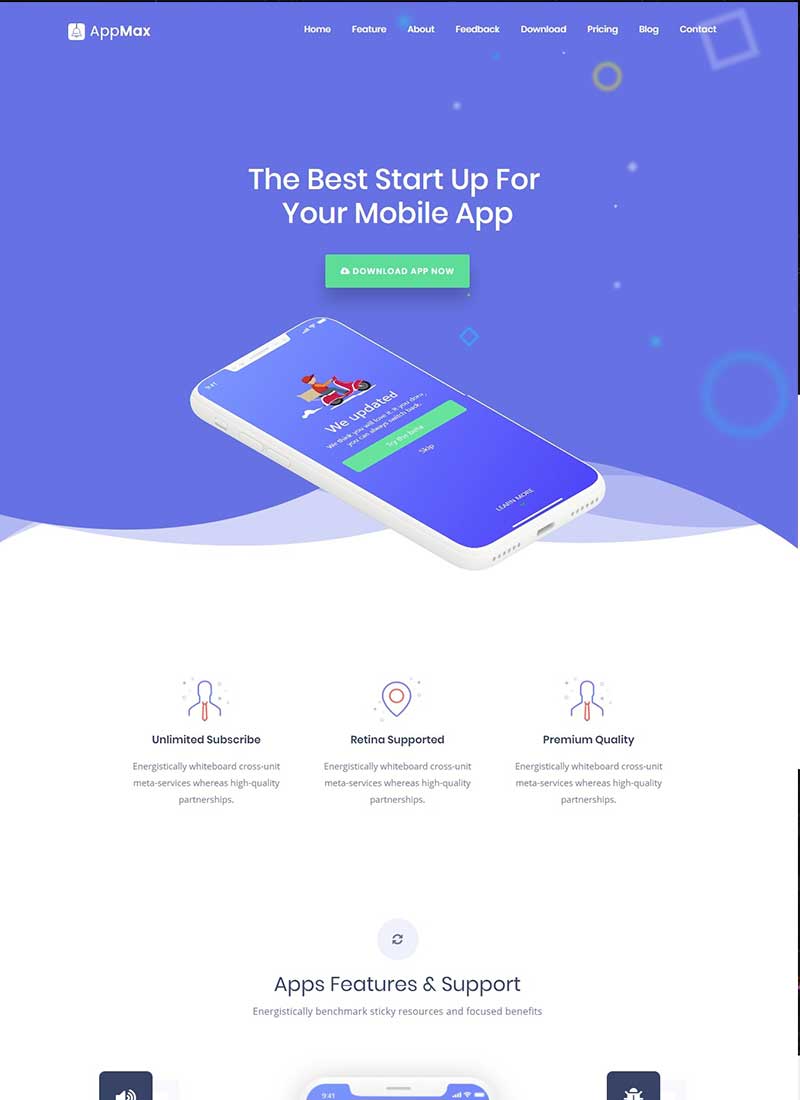 AppMax
Home Feature About Feedback Download Pricing Blog Contact
The Best Start Up For
Your Mobile App
DOWNLOAD APP NOW
9:41
We updated
We think you will love it. If you don't,
you can always switch back.
Try the beta
Skip
LEARN MORE
Unlimited Subscribe
Energistically whiteboard cross-unit
meta-services whereas high-quality
partnerships.
Retina Supported
Energistically whiteboard cross-unit
meta-services whereas high-quality
partnerships.
Premium Quality
Energistically whiteboard cross-unit
meta-services whereas high-quality
partnerships.
Apps Features & Support
Energistically benchmark sticky resources and focused benefits
9:41